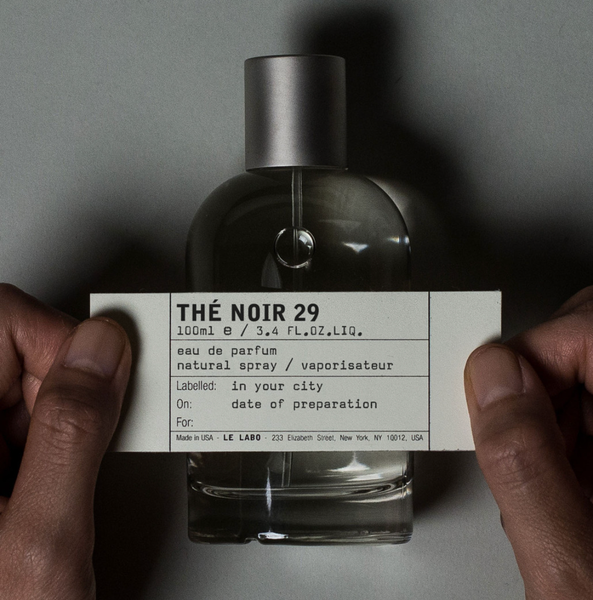 THÉ NOIR 29
100ml e / 3.4 FL.OZ.LIQ.
eau de parfum
natural spray / vaporisateur
Labelled: in your city
On: date of preparation
For:
Made in USA - LE LABO - 233 Elizabeth Street, New York, NY 10012, USA